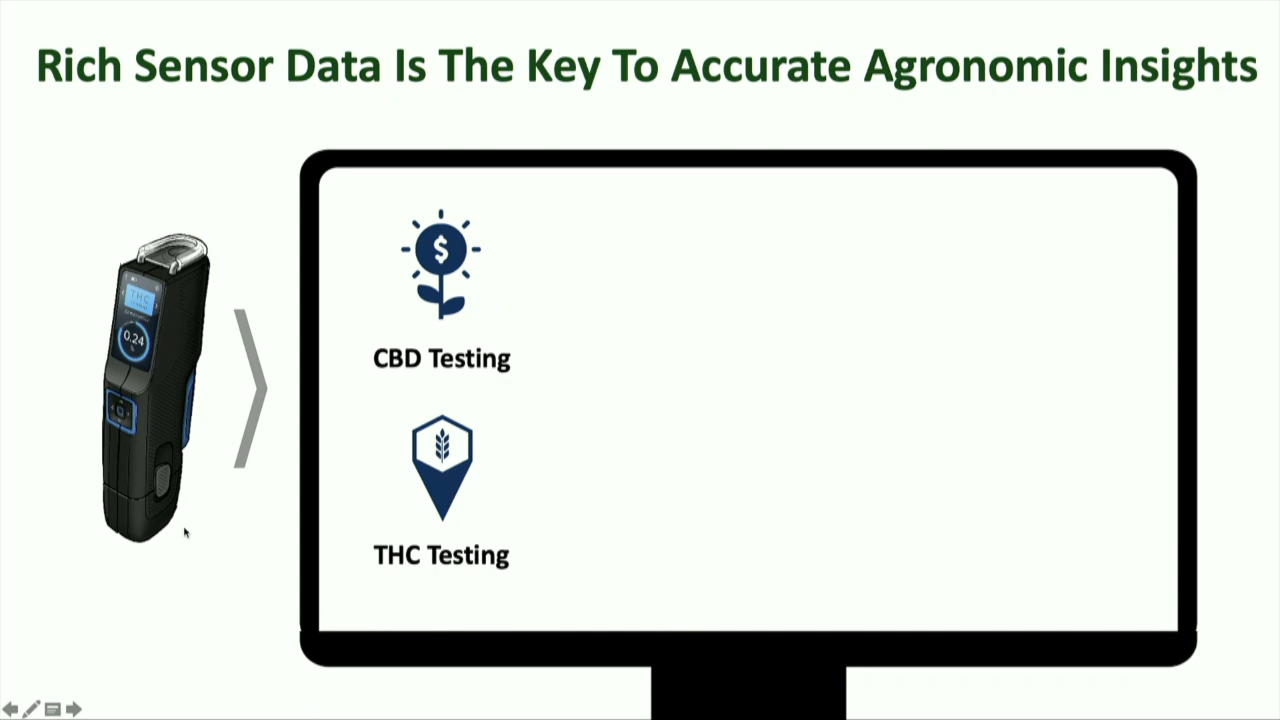 Rich Sensor Data Is The Key To Accurate Agronomic Insights
THC
0.24
%
$
CBD Testing
THC Testing